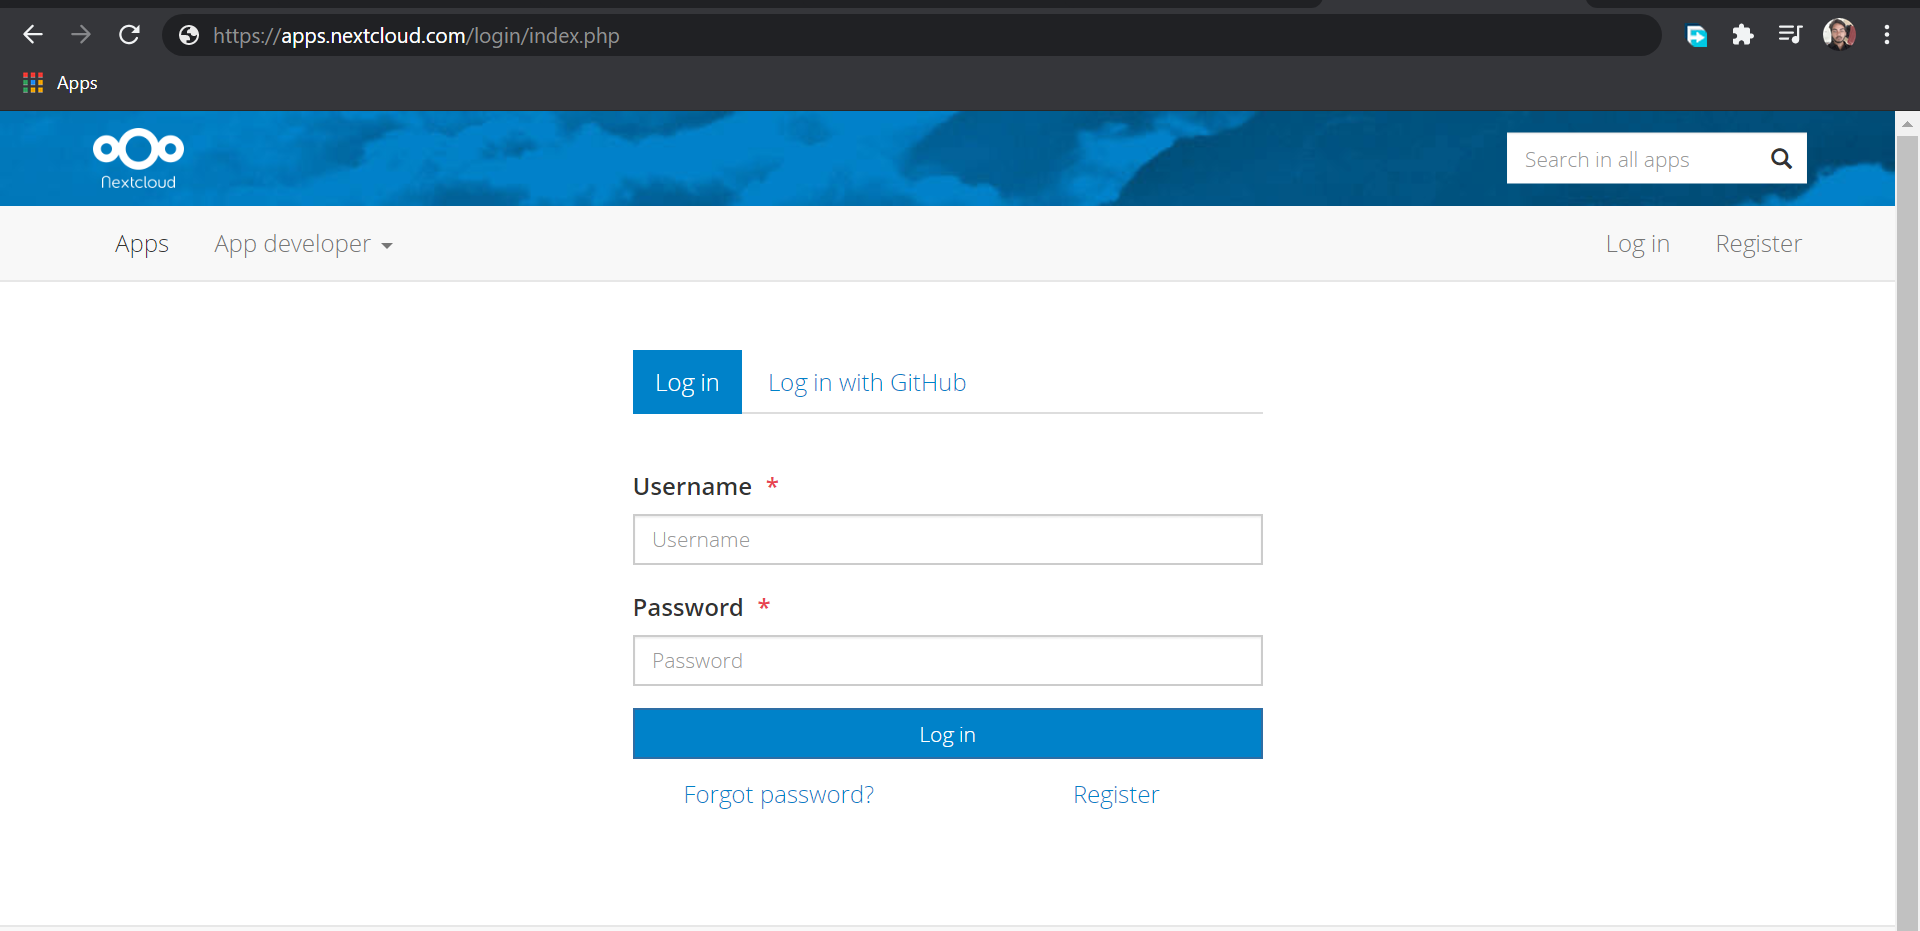 https://apps.nextcloud.com/login/index.php
Apps
Nextcloud
Search in all apps
Apps App developer Log in Register
Log in Log in with GitHub
Username *
Username
Password *
Password
Log in
Forgot password? Register